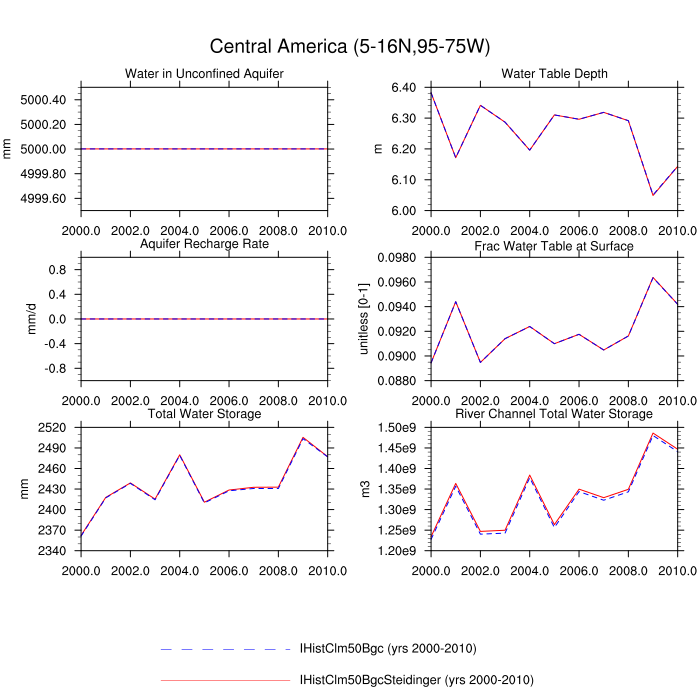 Central America (5-16N,95-75W)
Water in Unconfined Aquifer
5000.40
5000.20
5000.00
4999.80
4999.60
mm
2000.0 2002.0 2004.0 2006.0 2008.0 2010.0
Water Table Depth
6.40
6.30
6.20
6.10
6.00
m
2000.0 2002.0 2004.0 2006.0 2008.0 2010.0
Aquifer Recharge Rate
0.8
0.4
0.0
-0.4
-0.8
mm/d
2000.0 2002.0 2004.0 2006.0 2008.0 2010.0
Frac Water Table at Surface
0.0980
0.0960
0.0940
0.0920
0.0900
0.0880
unitless [0-1]
2000.0 2002.0 2004.0 2006.0 2008.0 2010.0
Total Water Storage
2520
2490
2460
2430
2400
2370
2340
mm
2000.0 2002.0 2004.0 2006.0 2008.0 2010.0
River Channel Total Water Storage
1.50e9
1.45e9
1.40e9
1.35e9
1.30e9
1.25e9
1.20e9
m3
2000.0 2002.0 2004.0 2006.0 2008.0 2010.0
IHistClm50Bgc (yrs 2000-2010)
IHistClm50BgcSteidinger (yrs 2000-2010)